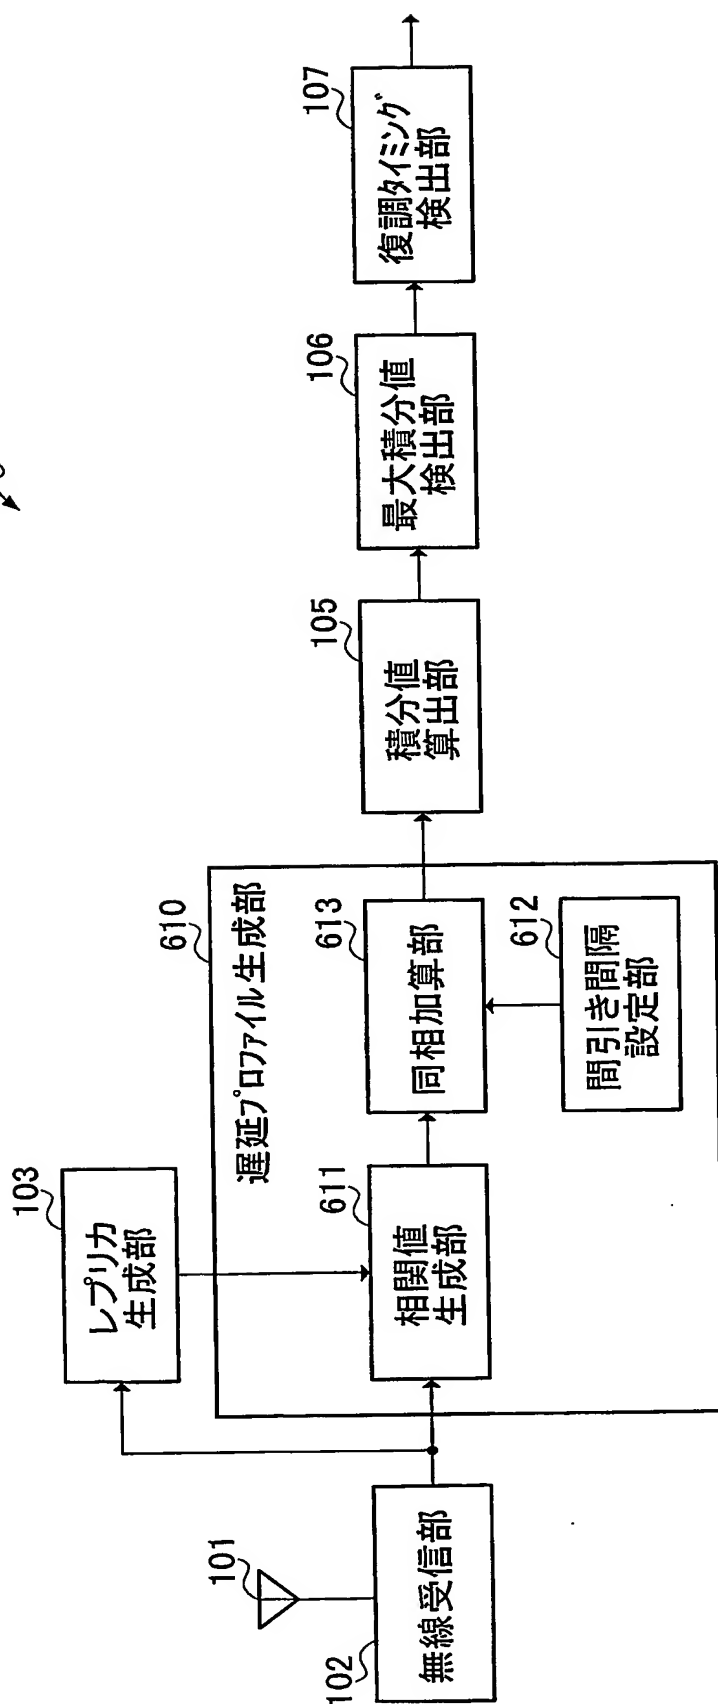 101
102
無線受信部
103
レプリカ
生成部
610
遅延プロファイル生成部
611
相関値
生成部
613
同相加算部
612
間引き間隔
設定部
105
積分値
算出部
106
最大積分値
検出部
107
復調タイミング
検出部